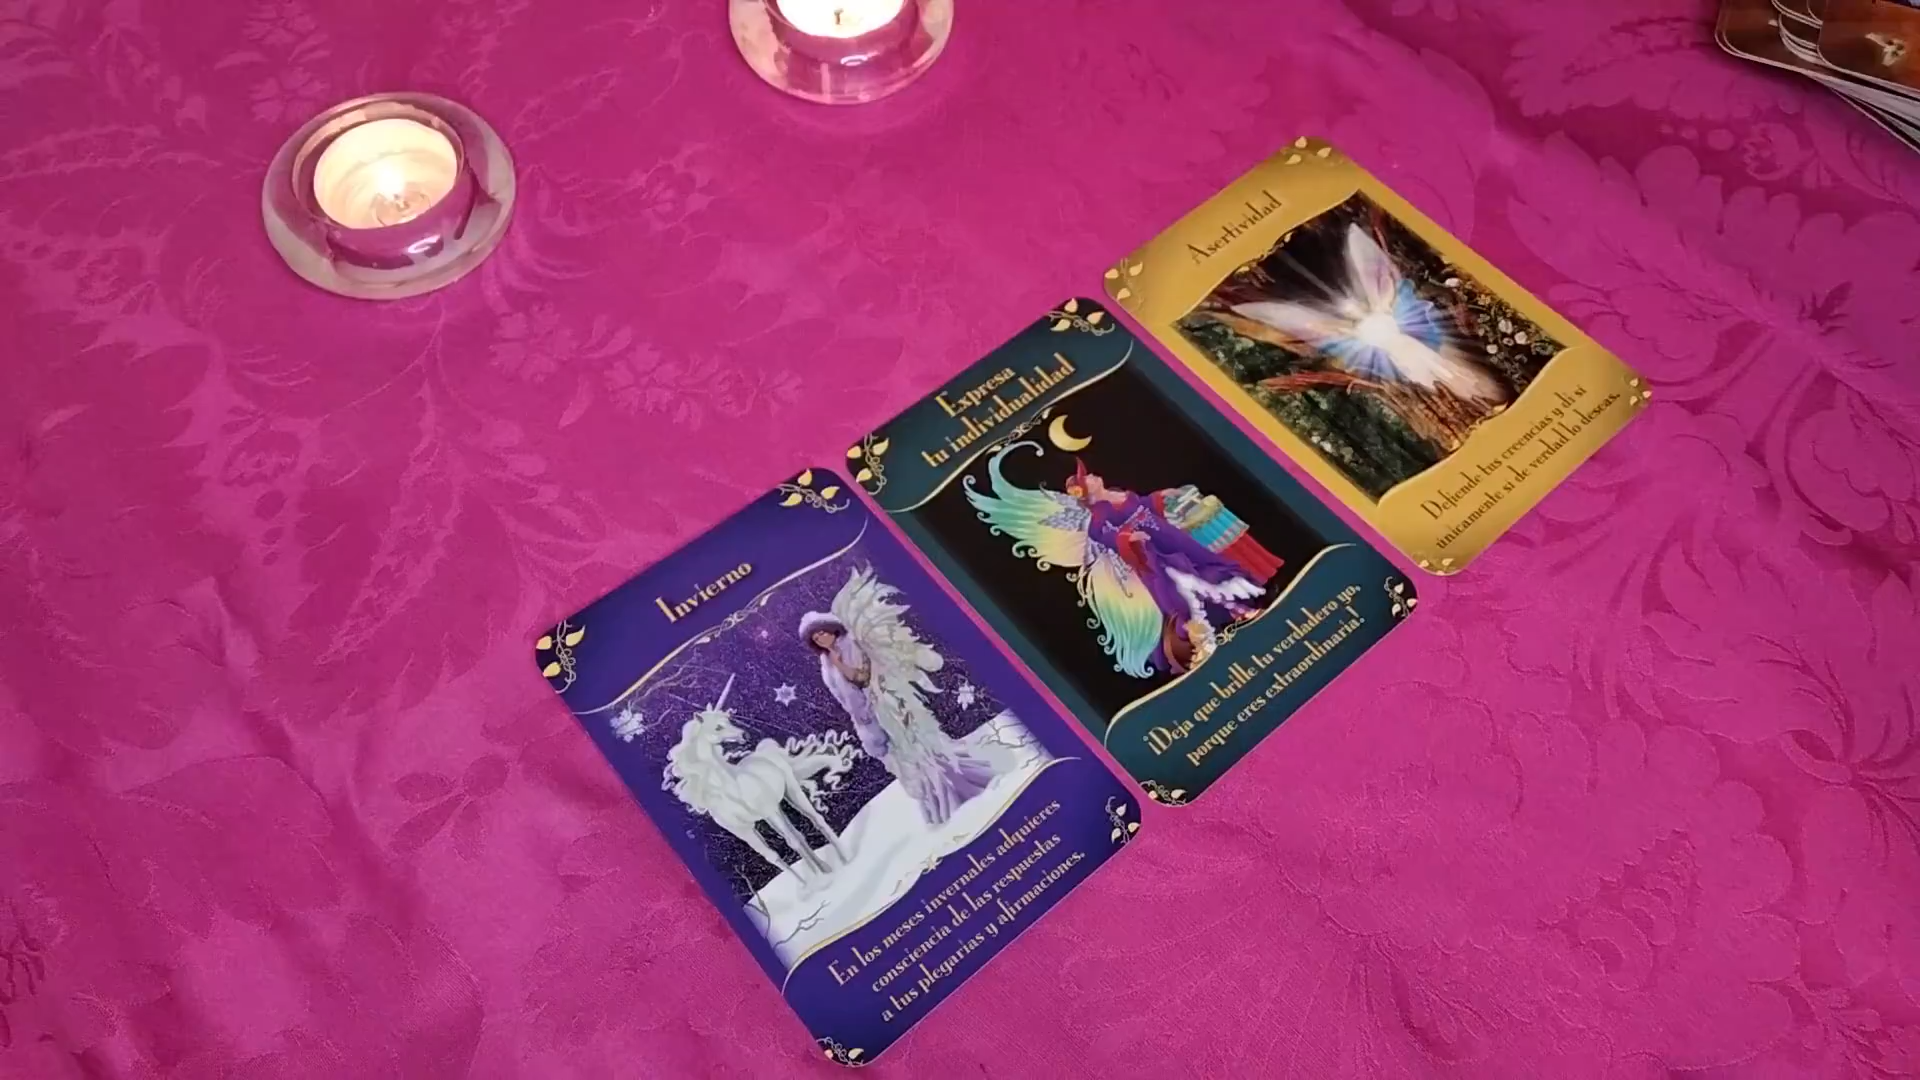 Invierno
En los meses invernales adquieres
consciencia de las respuestas
a tus plegarias y afirmaciones.
Expresa
tu individualidad
¡Deja que brille tu verdadero yo,
porque eres extraordinaria!
Asertividad
Defiende tus creencias y di sí
únicamente si de verdad lo deseas.